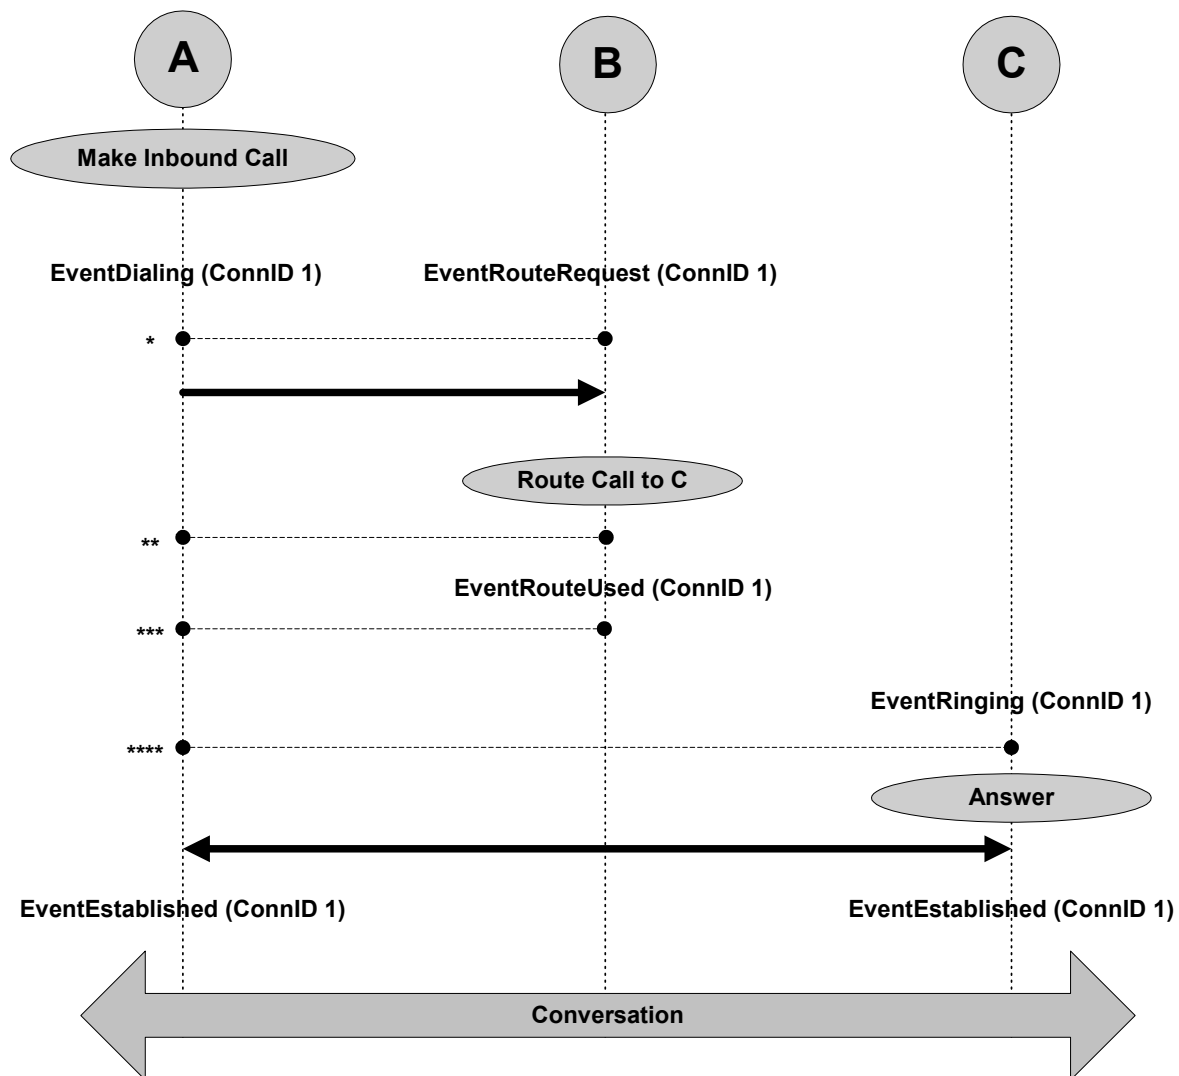 A
B
C
Make Inbound Call
EventDialing (ConnID 1)
EventRouteRequest (ConnID 1)
*
Route Call to C
**
EventRouteUsed (ConnID 1)
***
EventRinging (ConnID 1)
****
Answer
EventEstablished (ConnID 1)
EventEstablished (ConnID 1)
Conversation